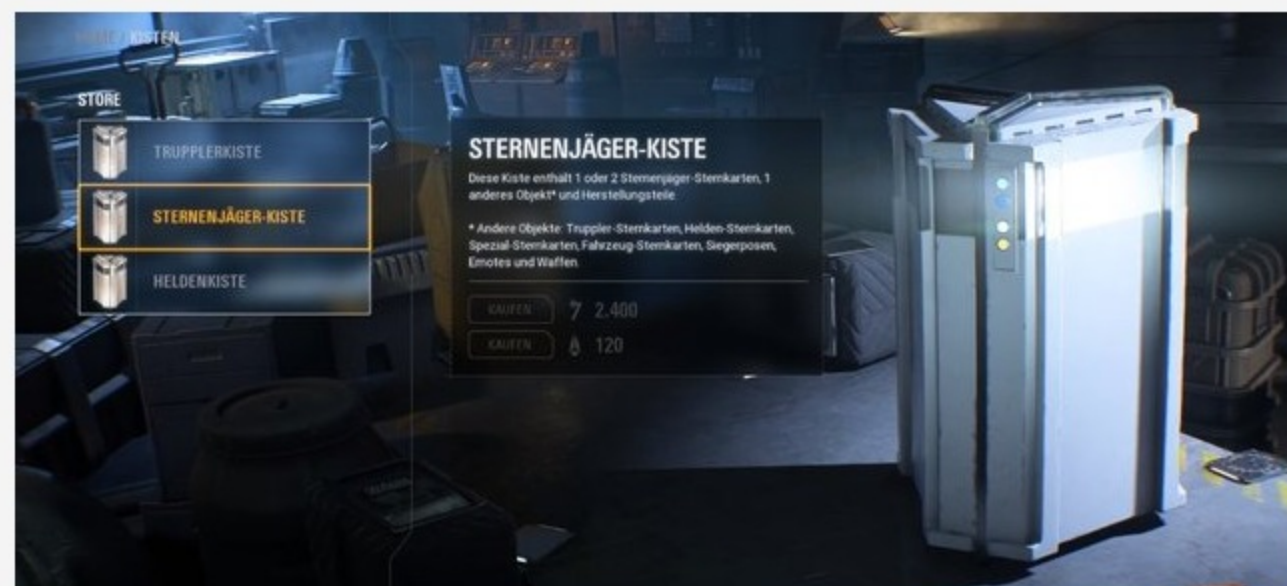 KISTEN
STORE
TRUPPLERKISTE
STERNENJÄGER-KISTE
HELDENKISTE
STERNENJÄGER-KISTE
Diese Kiste enthält 1 oder 2 Sternenjäger-Sternkarten, 1
anderes Objekt* und Herstellungsteile.
* Andere Objekte: Truppler-Sternkarten, Helden-Sternkarten,
Spezial-Sternkarten, Fahrzeug-Sternkarten, Siegerposen,
Emotes und Waffen.
KAUFEN 2.400
KAUFEN 120